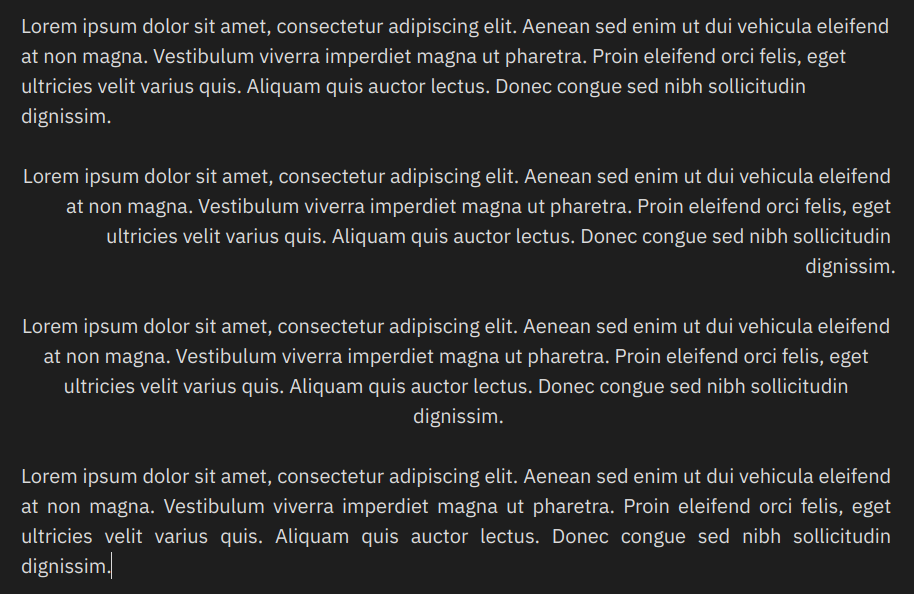 Lorem ipsum dolor sit amet, consectetur adipiscing elit. Aenean sed enim ut dui vehicula eleifend
at non magna. Vestibulum viverra imperdiet magna ut pharetra. Proin eleifend orci felis, eget
ultricies velit varius quis. Aliquam quis auctor lectus. Donec congue sed nibh sollicitudin
dignissim.
Lorem ipsum dolor sit amet, consectetur adipiscing elit. Aenean sed enim ut dui vehicula eleifend
at non magna. Vestibulum viverra imperdiet magna ut pharetra. Proin eleifend orci felis, eget
ultricies velit varius quis. Aliquam quis auctor lectus. Donec congue sed nibh sollicitudin
dignissim.
Lorem ipsum dolor sit amet, consectetur adipiscing elit. Aenean sed enim ut dui vehicula eleifend
at non magna. Vestibulum viverra imperdiet magna ut pharetra. Proin eleifend orci felis, eget
ultricies velit varius quis. Aliquam quis auctor lectus. Donec congue sed nibh sollicitudin
dignissim.
Lorem ipsum dolor sit amet, consectetur adipiscing elit. Aenean sed enim ut dui vehicula eleifend
at non magna. Vestibulum viverra imperdiet magna ut pharetra. Proin eleifend orci felis, eget
ultricies velit varius quis. Aliquam quis auctor lectus. Donec congue sed nibh sollicitudin
dignissim.